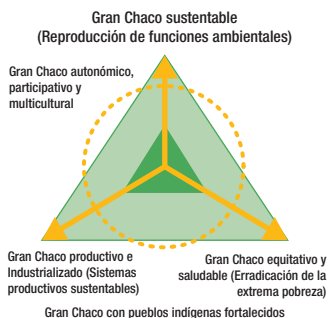 Gran Chaco sustentable
(Reproducción de funciones ambientales)
Gran Chaco autonómico,
participativo y
multicultural
Gran Chaco productivo e
Industrializado (Sistemas
productivos sustentables)
Gran Chaco equitativo y
saludable (Erradicación de la
extrema pobreza)
Gran Chaco con pueblos indígenas fortalecidos